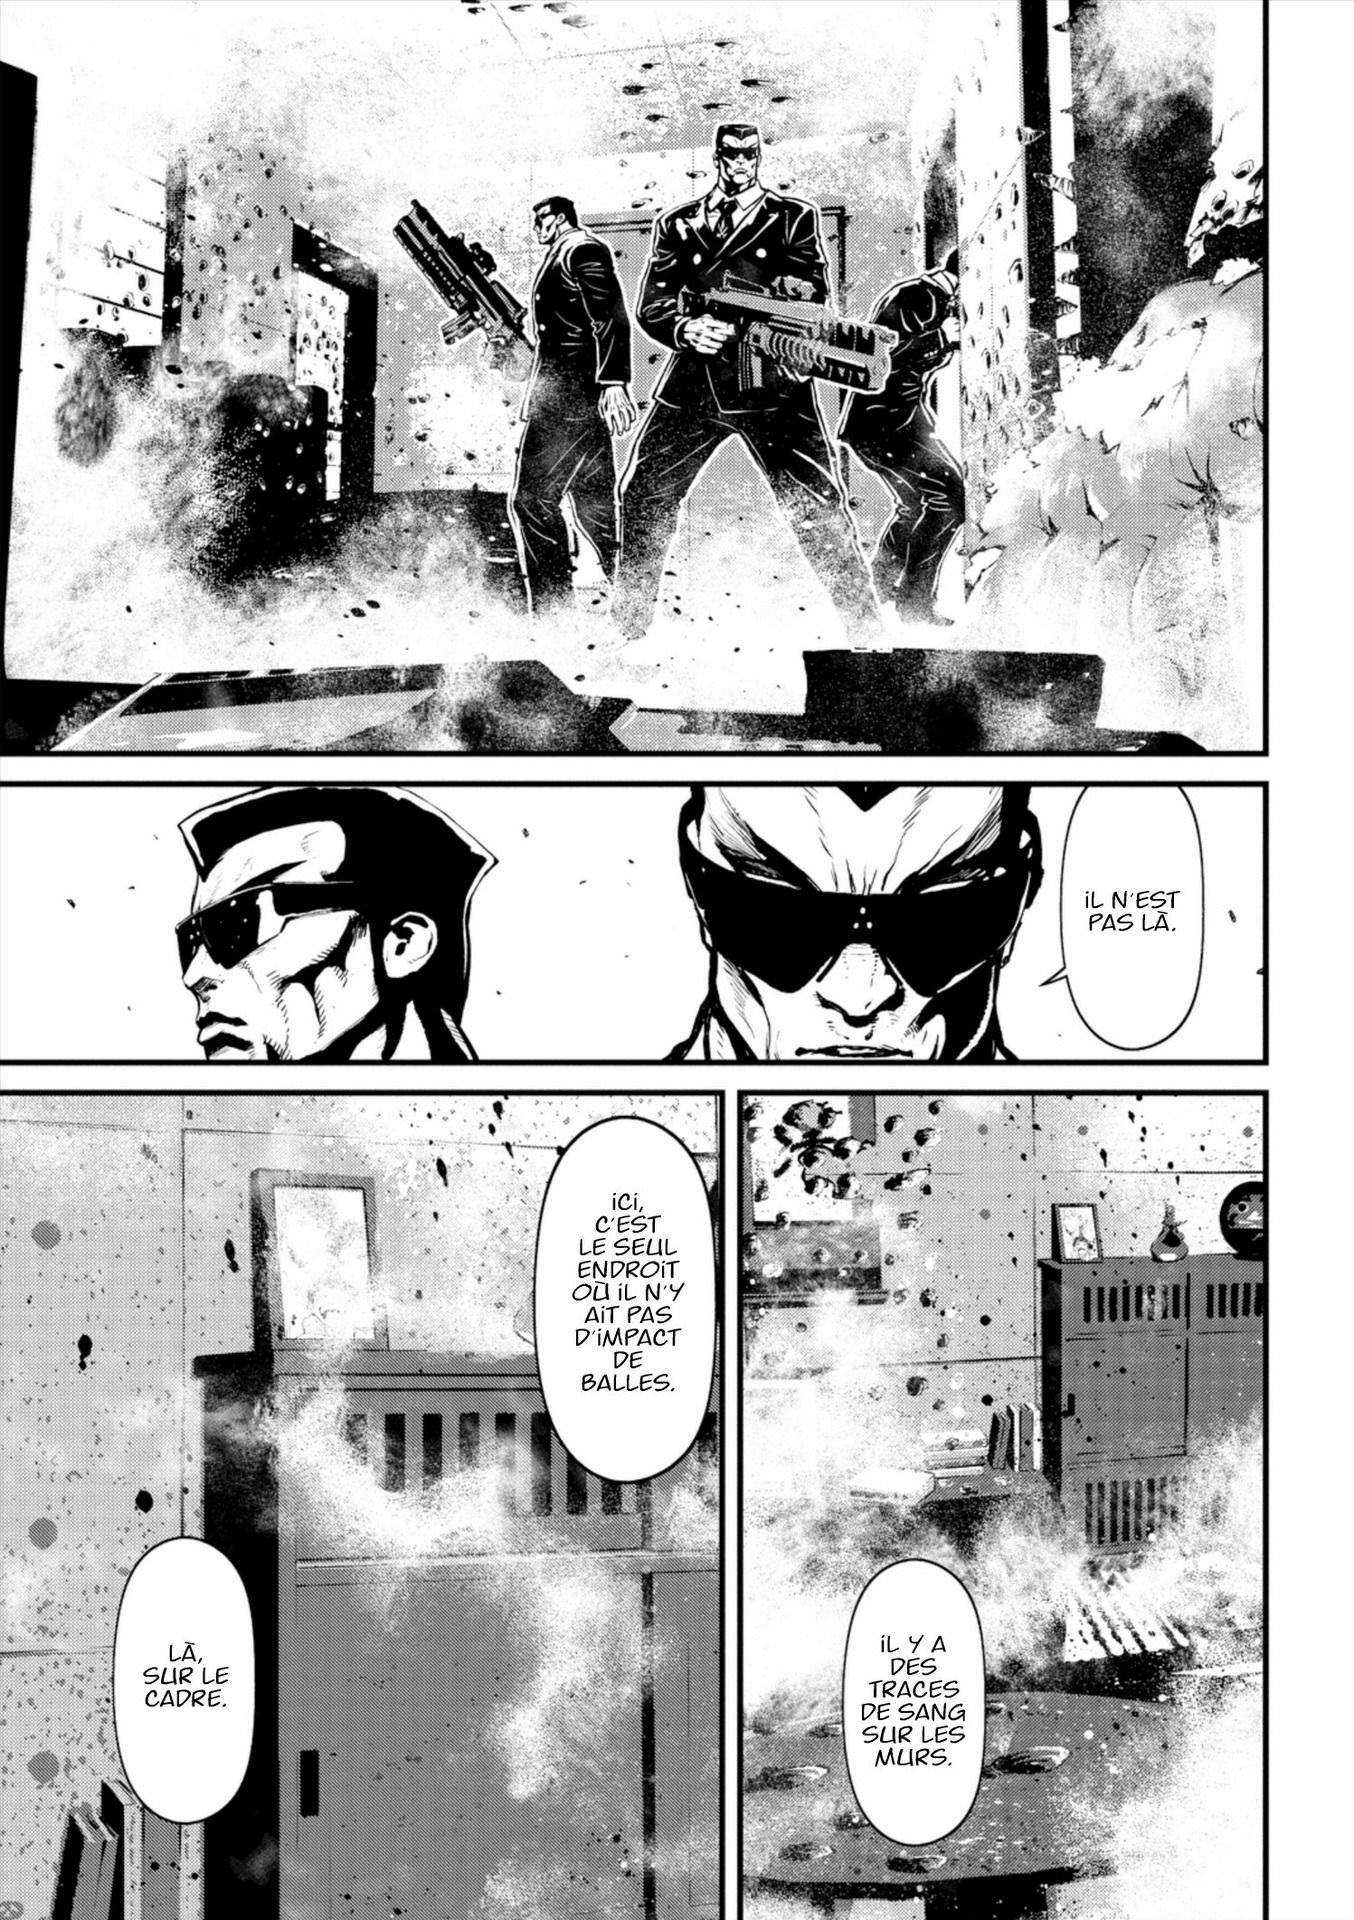 IL N'EST
PAS LÀ.
IL Y A
DES
TRACES
DE SANG
SUR LES
MURS.
ICI,
C'EST
LE SEUL
ENDROIT
OÙ IL N'Y
AIT PAS
D'IMPACT
DE
BALLES.
LÀ,
SUR LE
CADRE.